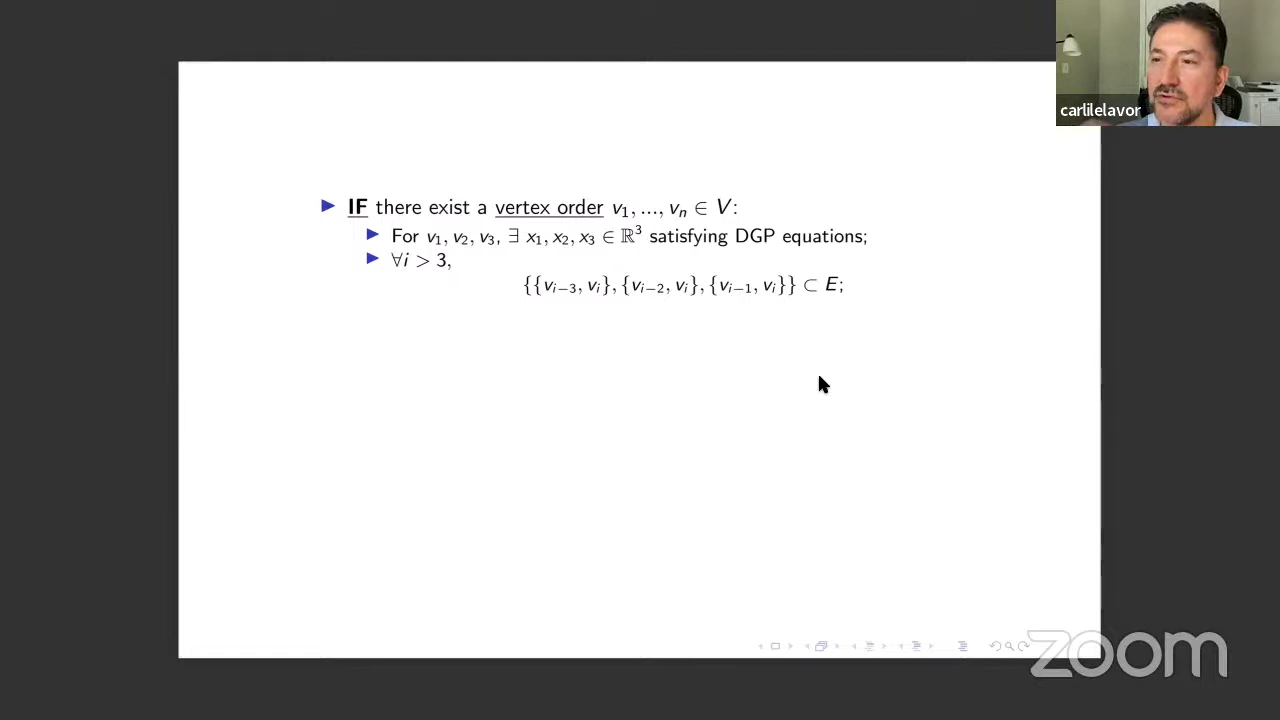 carlilelavor
▶ IF there exist a vertex order v₁, ..., vₙ ∈ V:
▶ For v₁, v₂, v₃, ∃ x₁, x₂, x₃ ∈ ℝ³ satisfying DGP equations;
▶ ∀i > 3,
{{vᵢ₋₃, vᵢ}, {vᵢ₋₂, vᵢ}, {vᵢ₋₁, vᵢ}} ⊂ E;
zoom